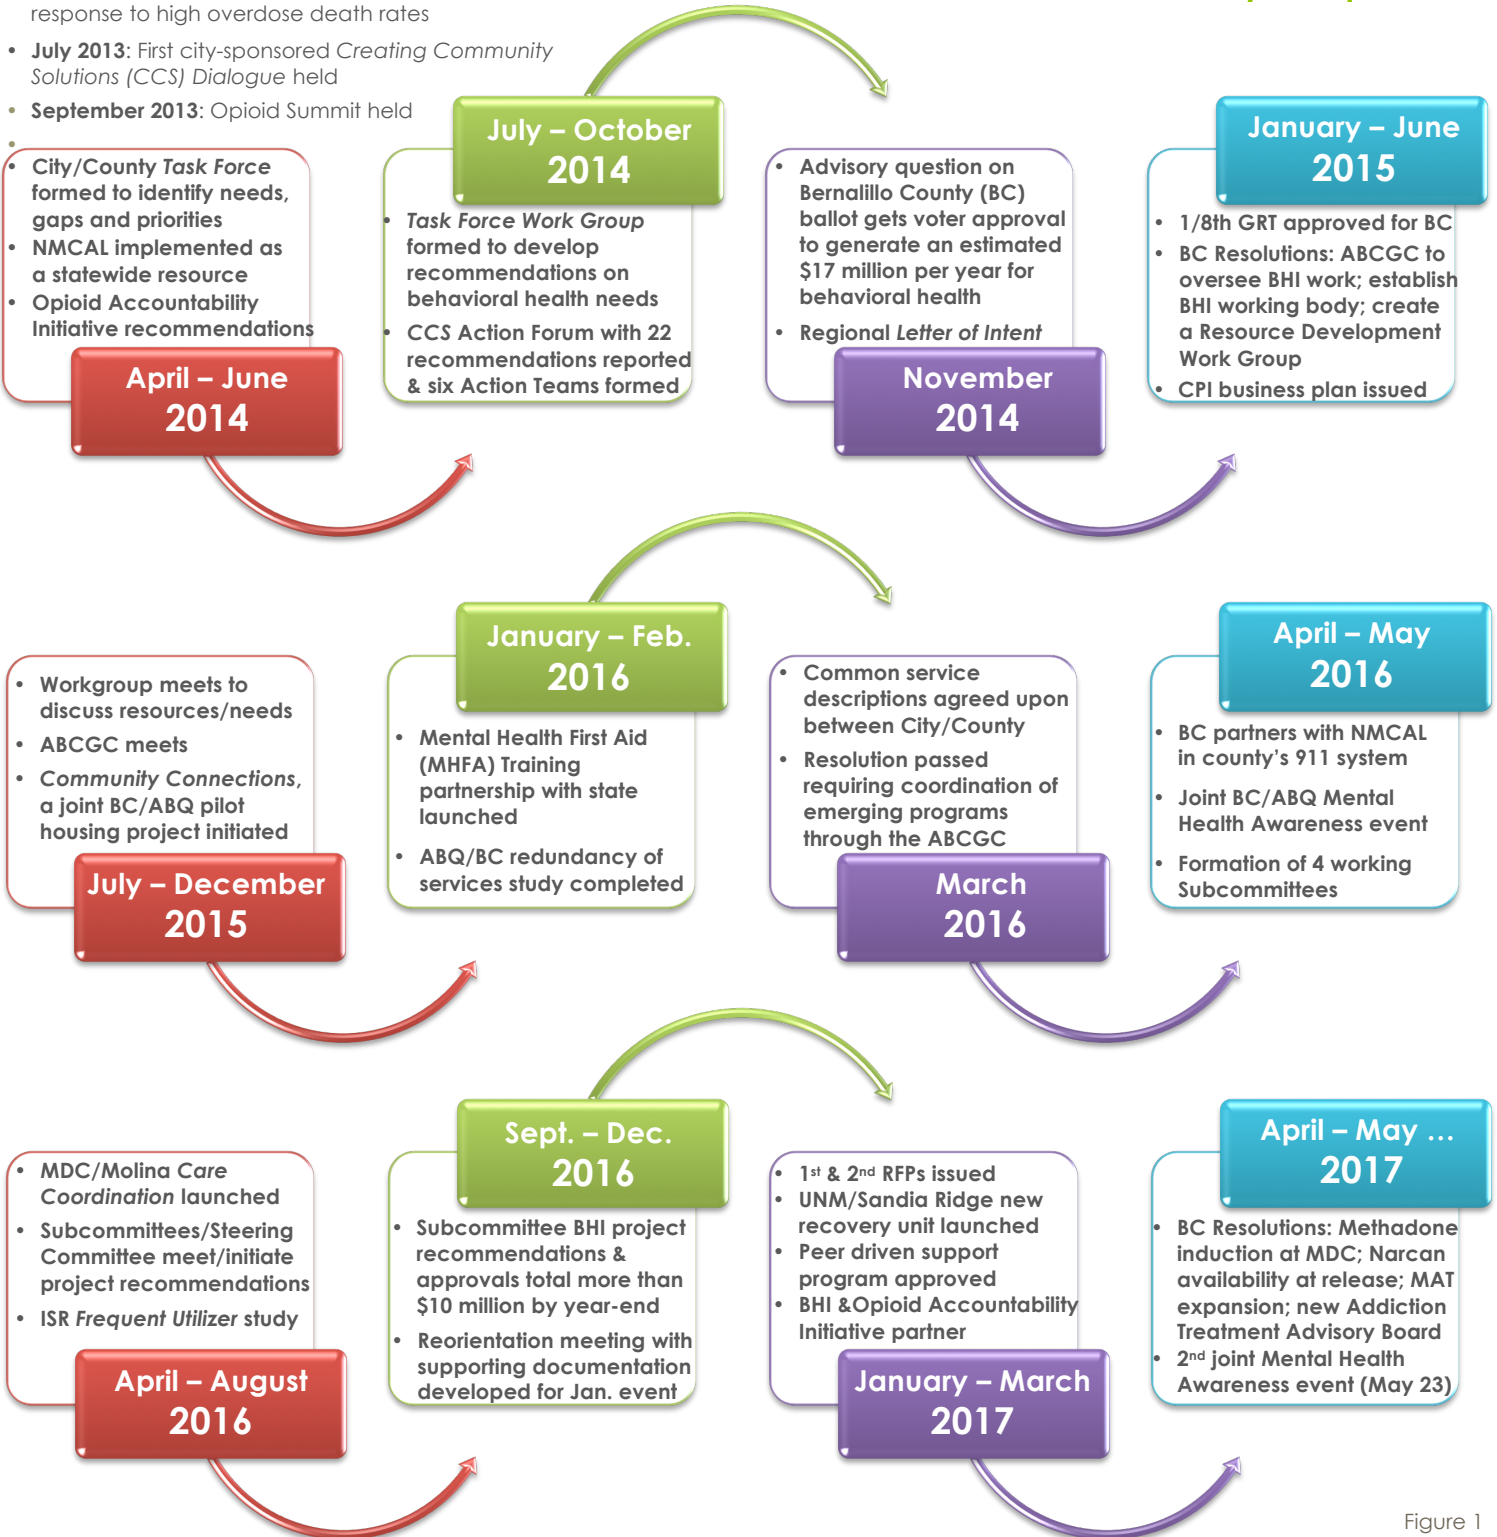 response to high overdose death rates
• July 2013: First city-sponsored Creating Community
Solutions (CCS) Dialogue held
• September 2013: Opioid Summit held
•
• City/County Task Force
formed to identify needs,
gaps and priorities
• NMCAL implemented as
a statewide resource
• Opioid Accountability
Initiative recommendations
April – June
2014
July – October
2014
• Task Force Work Group
formed to develop
recommendations on
behavioral health needs
• CCS Action Forum with 22
recommendations reported
& six Action Teams formed
• Advisory question on
Bernalillo County (BC)
ballot gets voter approval
to generate an estimated
$17 million per year for
behavioral health
• Regional Letter of Intent
November
2014
January – June
2015
• 1/8th GRT approved for BC
• BC Resolutions: ABCGC to
oversee BHI work; establish
BHI working body; create
a Resource Development
Work Group
• CPI business plan issued
• Workgroup meets to
discuss resources/needs
• ABCGC meets
• Community Connections,
a joint BC/ABQ pilot
housing project initiated
July – December
2015
January – Feb.
2016
• Mental Health First Aid
(MHFA) Training
partnership with state
launched
• ABQ/BC redundancy of
services study completed
• Common service
descriptions agreed upon
between City/County
• Resolution passed
requiring coordination of
emerging programs
through the ABCGC
March
2016
April – May
2016
• BC partners with NMCAL
in county's 911 system
• Joint BC/ABQ Mental
Health Awareness event
• Formation of 4 working
Subcommittees
• MDC/Molina Care
Coordination launched
• Subcommittees/Steering
Committee meet/initiate
project recommendations
• ISR Frequent Utilizer study
April – August
2016
Sept. – Dec.
2016
• Subcommittee BHI project
recommendations &
approvals total more than
$10 million by year-end
• Reorientation meeting with
supporting documentation
developed for Jan. event
• 1st & 2nd RFPs issued
• UNM/Sandia Ridge new
recovery unit launched
• Peer driven support
program approved
• BHI &Opioid Accountability
Initiative partner
January – March
2017
April – May …
2017
• BC Resolutions: Methadone
induction at MDC; Narcan
availability at release; MAT
expansion; new Addiction
Treatment Advisory Board
• 2nd joint Mental Health
Awareness event (May 23)
Figure 1